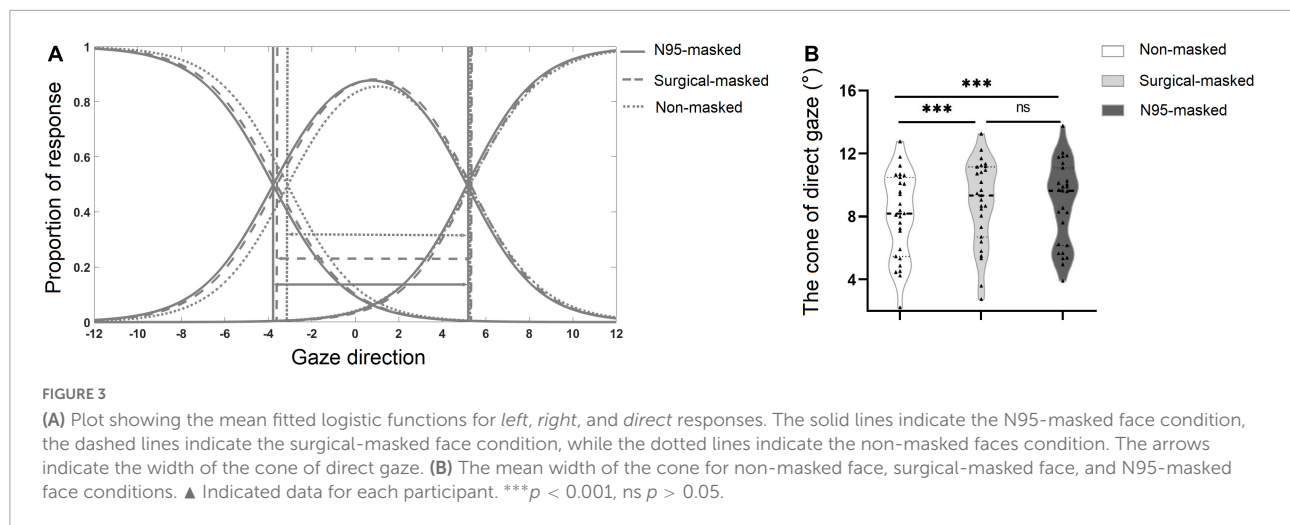 A
1
0.8
0.6
0.4
0.2
0
Proportion of response
-12 -10 -8 -6 -4 -2 0 2 4 6 8 10 12
Gaze direction
N95-masked
Surgical-masked
Non-masked
B
16
12
8
4
The cone of direct gaze (°)
***
*** ns
Non-masked
Surgical-masked
N95-masked
FIGURE 3
(A) Plot showing the mean fitted logistic functions for left, right, and direct responses. The solid lines indicate the N95-masked face condition,
the dashed lines indicate the surgical-masked face condition, while the dotted lines indicate the non-masked faces condition. The arrows
indicate the width of the cone of direct gaze. (B) The mean width of the cone for non-masked face, surgical-masked face, and N95-masked
face conditions. ▲ Indicated data for each participant. ***p < 0.001, ns p > 0.05.